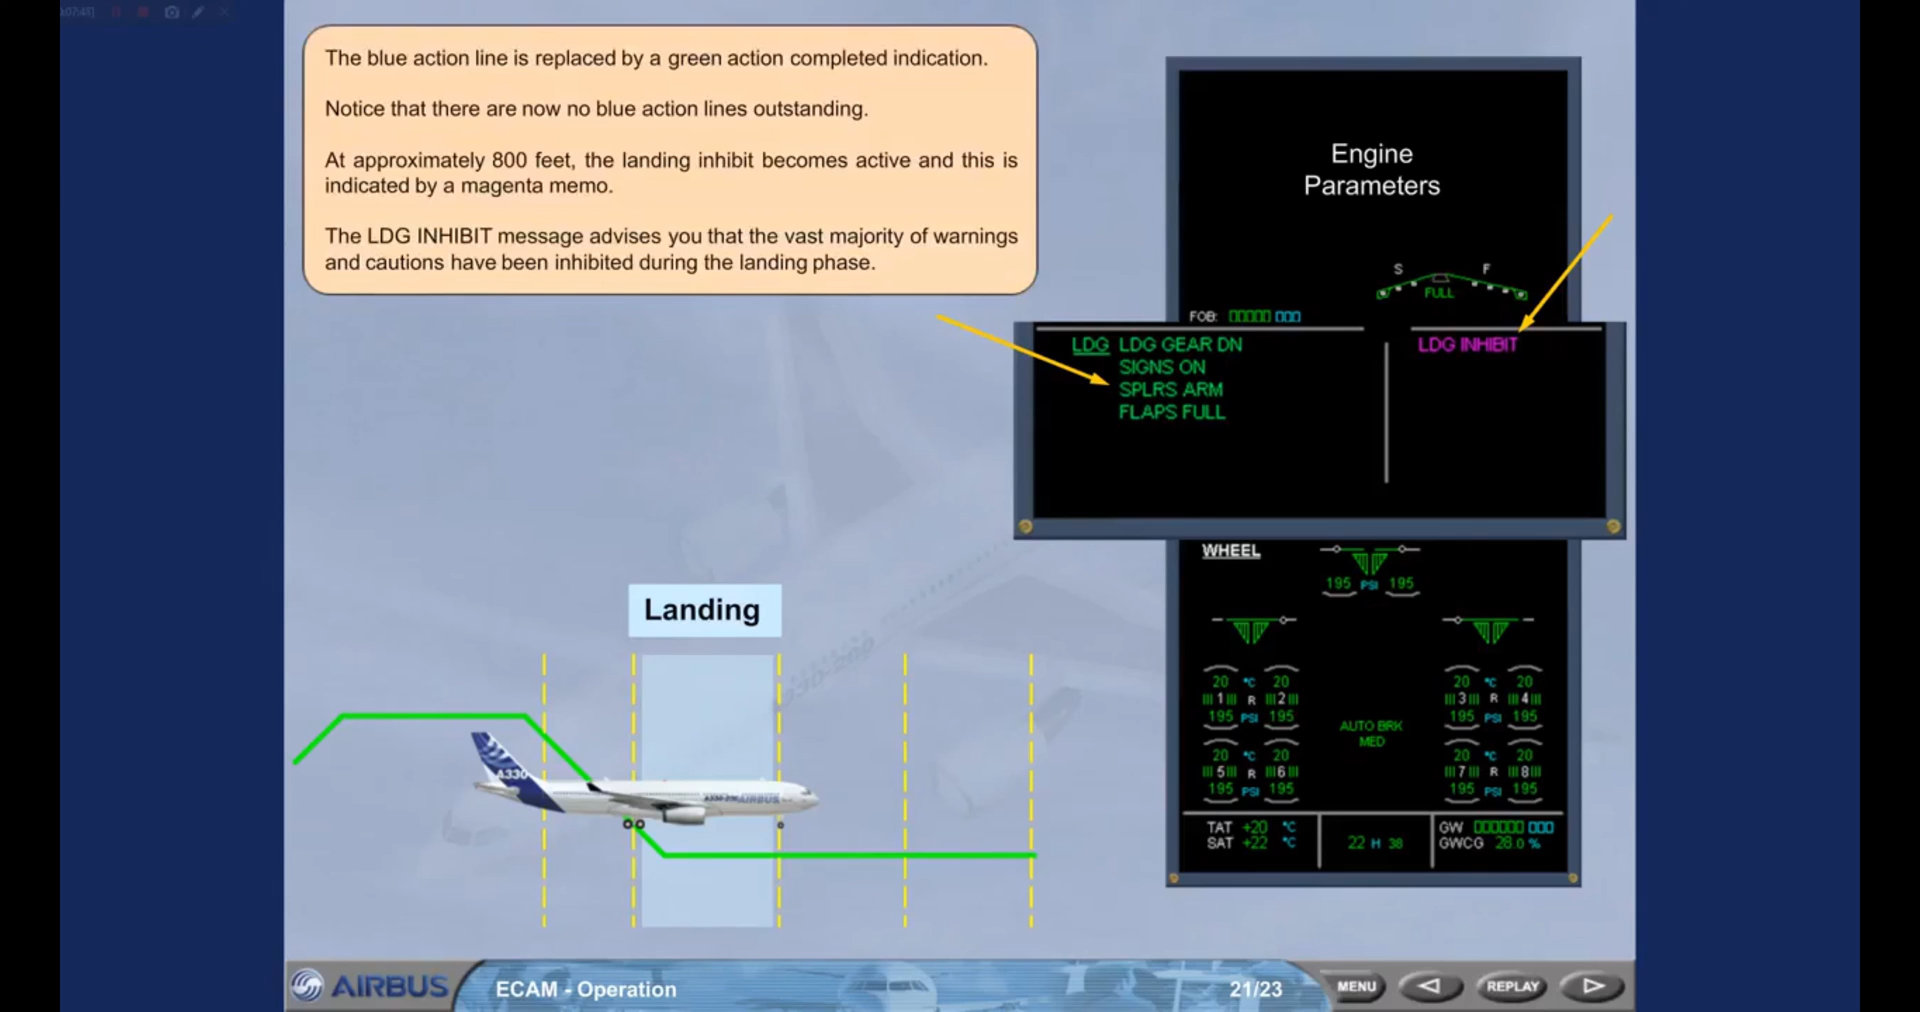 The blue action line is replaced by a green action completed indication.
Notice that there are now no blue action lines outstanding.
At approximately 800 feet, the landing inhibit becomes active and this is
indicated by a magenta memo.
The LDG INHIBIT message advises you that the vast majority of warnings
and cautions have been inhibited during the landing phase.
Engine
Parameters
S F
FULL
FOB:
LDG LDG GEAR DN
SIGNS ON
SPLRS ARM
FLAPS FULL
LDG INHIBIT
WHEEL
195 PSI 195
20 °C 20
1 R 2
195 PSI 195
20 °C 20
3 R 4
195 PSI 195
AUTO BRK
MED
20 °C 20
5 R 6
195 PSI 195
20 °C 20
7 R 8
195 PSI 195
TAT +20 °C
SAT +22 °C
22 H 38
GW
GWCG 28.0 %
Landing
A330
AIRBUS
AIRBUS
ECAM - Operation
21/23
MENU
REPLAY